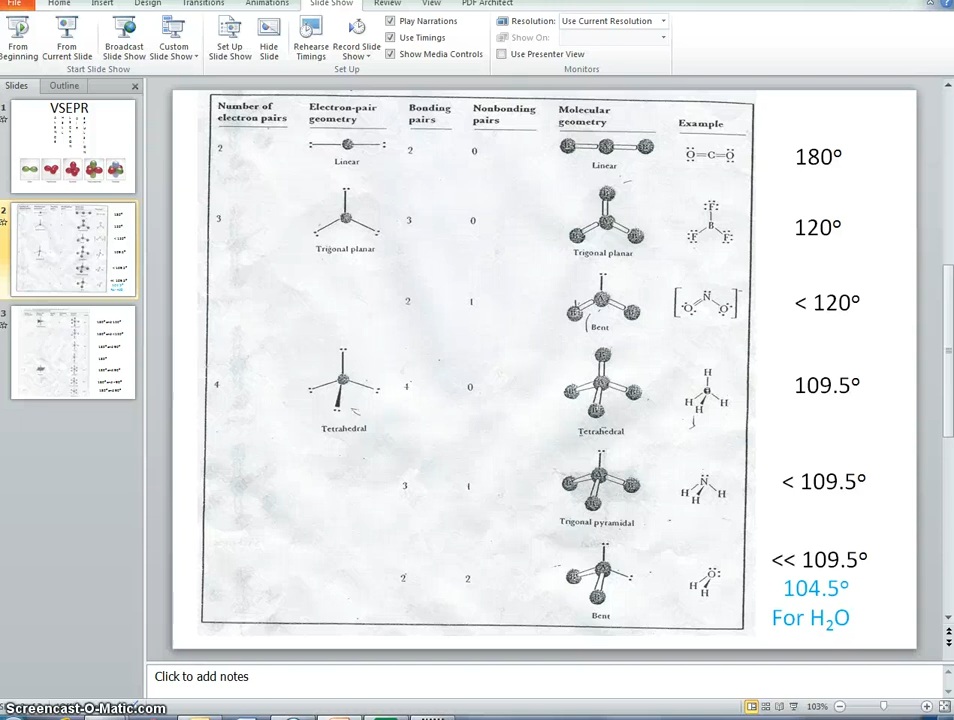 File Home Insert Design Transitions Animations Slide Show Review View PDF Architect
From Beginning
From Current Slide
Broadcast Slide Show
Custom Slide Show
Set Up Slide Show
Hide Slide
Rehearse Timings
Record Slide Show
Play Narrations
Use Timings
Show Media Controls
Resolution: Use Current Resolution
Show On:
Use Presenter View
Start Slide Show
Set Up
Monitors
Slides Outline
1
VSEPR
2
3
Number of electron pairs
Electron-pair geometry
Bonding pairs
Nonbonding pairs
Molecular geometry
Example
2
Linear
2
0
Linear
O=C=O
180°
3
Trigonal planar
3
0
B B B A
Trigonal planar
F B F F
120°
2
1
B A B
Bent
O N O
< 120°
4
Tetrahedral
4
0
B A B B B
Tetrahedral
H H H H
109.5°
3
1
B A B B
Trigonal pyramidal
N H H H
< 109.5°
2
2
B A B
Bent
O: H H
<< 109.5°
104.5°
For H₂O
Click to add notes
103%
Screencast-O-Matic.com